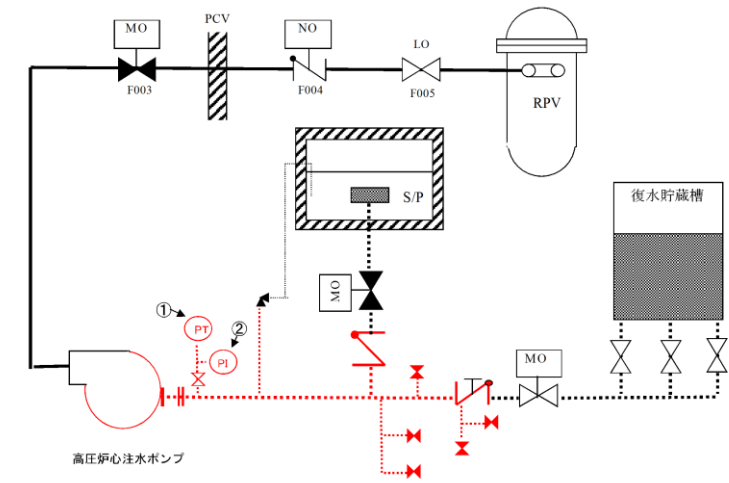 PCV
MO
NO
LO
F003
F004
F005
RPV
S/P
復水貯蔵槽
MO
①
②
PT
PI
MO
高圧炉心注水ポンプ